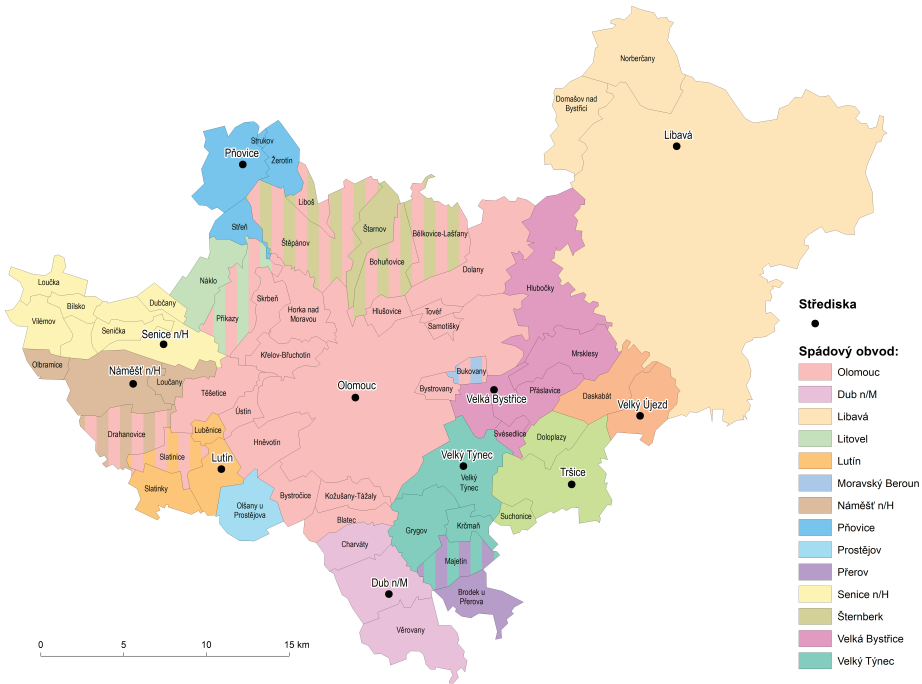 Norberčany
Domašov nad
Bystřicí
Libavá
Strukov
Pňovice
Žerotín
Liboš
Střeň
Štarnov
Bělkovice-Lašťany
Štěpánov
Bohuňovice
Dolany
Loučka
Náklo
Hlubočky
Skrbeň
Bílsko
Dubčany
Horka nad
Moravou
Hlušovice
Tověř
Příkazy
Vilémov
Senička
Samotišky
Senice n/H
Křelov-Břuchotín
Mrsklesy
Olbramice
Náměšť n/H
Bukovany
Loučany
Olomouc
Bystrovany
Přáslavice
Těšetice
Daskabát
Velká Bystřice
Velký Újezd
Ústín
Luběnice
Svésedlice
Drahanovice
Hněvotín
Doloplazy
Slatinice
Lutín
Velký Týnec
Tršice
Velký
Týnec
Slatinky
Bystročice
Kožušany-Tážaly
Olšany u
Prostějova
Suchonice
Blatec
Krčmaň
Grygov
Charváty
Majetín
Dub n/M
Brodek u
Přerova
Věrovany
0 5 10 15 km
Střediska
Spádový obvod:
Olomouc
Dub n/M
Libavá
Litovel
Lutín
Moravský Beroun
Náměšť n/H
Pňovice
Prostějov
Přerov
Senice n/H
Šternberk
Velká Bystřice
Velký Týnec